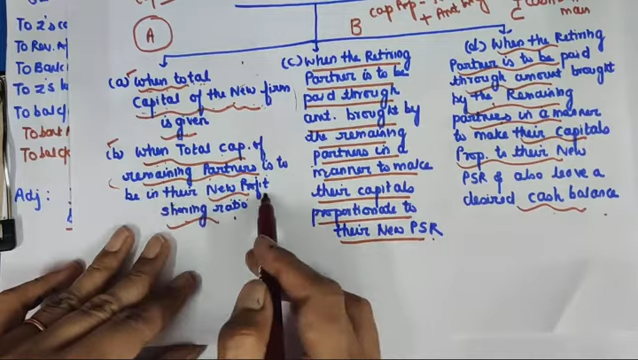 To Z's c
To Rev. A/
To Bank
To Z's l
To bal c/
To bal c/
Adj:
A
B
Cap Adj
+ Amt
C
man
(a) When total
Capital of the New firm
is given
(b) When Total Cap. of
remaining Partners is to
be in their New Profit
sharing ratio
(c) When the Retiring
Partner is to be
paid through
amt. brought by
the remaining
partners in a
manner to make
their capitals
proportionate to
their New PSR
(d) When the Retiring
Partner is to be paid
through amount brought
by the Remaining
partners in a manner
to make their Capitals
Prop. to their New
PSR & also leave a
desired cash balance